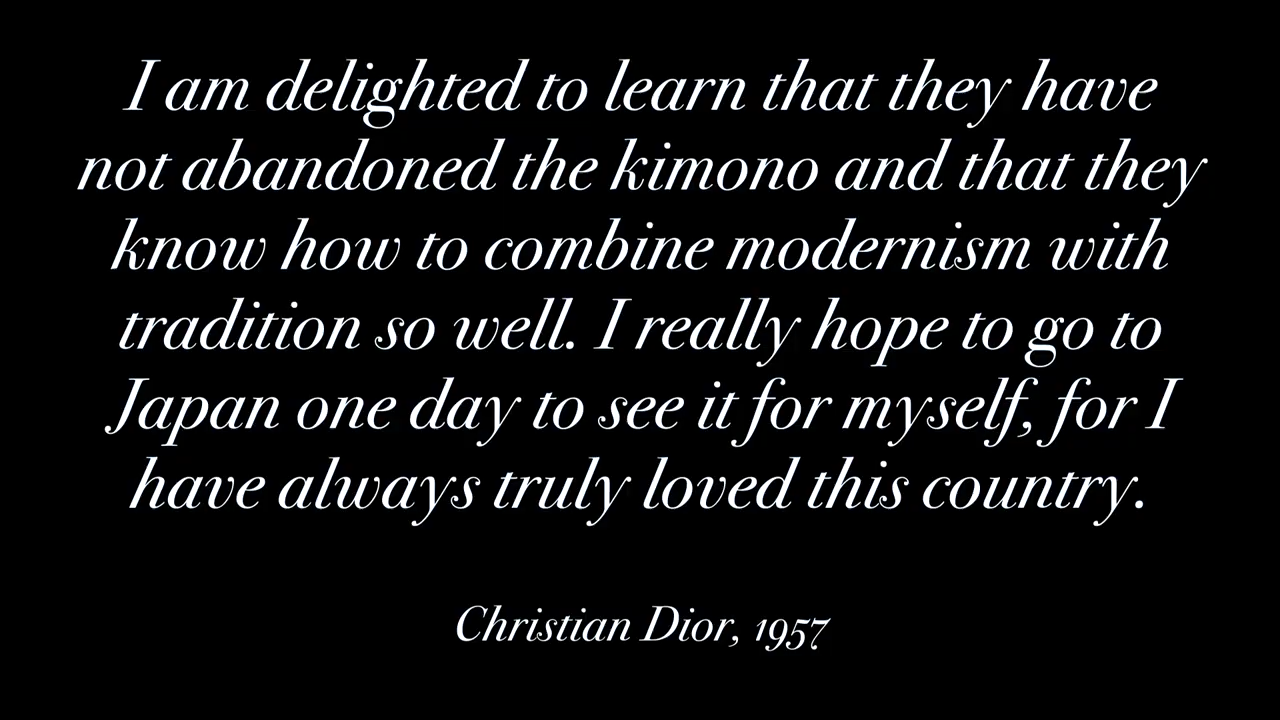 I am delighted to learn that they have
not abandoned the kimono and that they
know how to combine modernism with
tradition so well. I really hope to go to
Japan one day to see it for myself, for I
have always truly loved this country.
Christian Dior, 1957